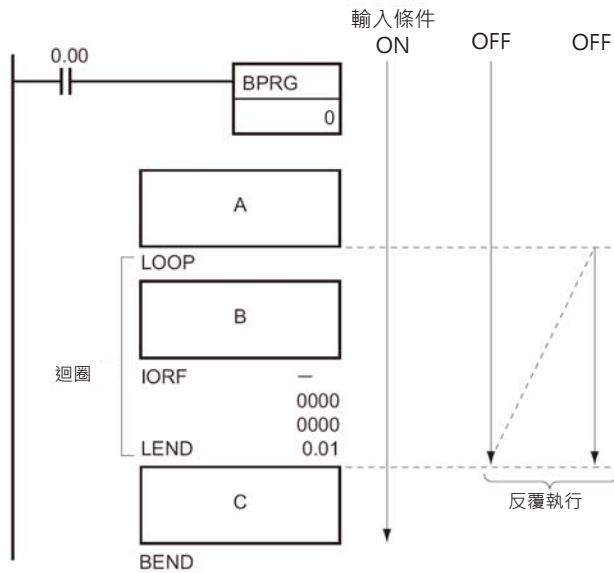 輸入條件
ON OFF OFF
0.00
BPRG
0
A
LOOP
B
迴圈
IORF —
0000
0000
LEND 0.01
C
反覆執行
BEND